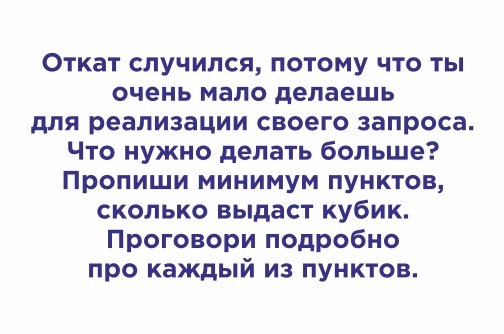 Откат случился, потому что ты
очень мало делаешь
для реализации своего запроса.
Что нужно делать больше?
Пропиши минимум пунктов,
сколько выдаст кубик.
Проговори подробно
про каждый из пунктов.